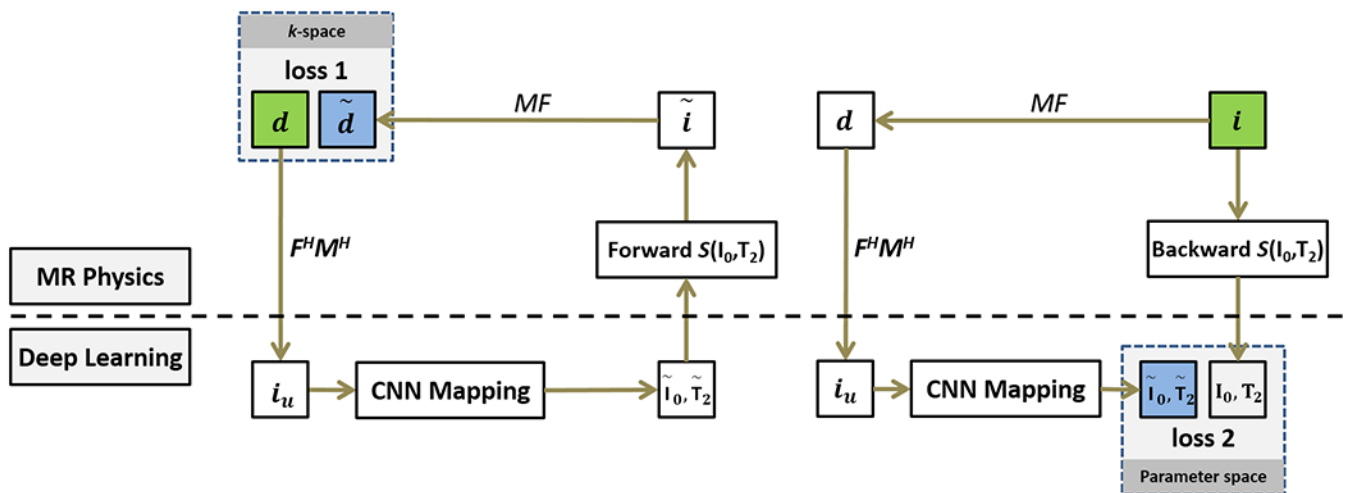 k-space
loss 1
d d̃
MF
ĩ
d
MF
i
FᴴMᴴ
Forward S(I₀,T₂)
FᴴMᴴ
Backward S(I₀,T₂)
MR Physics
Deep Learning
iᵤ
CNN Mapping
Ĩ₀, T̃₂
iᵤ
CNN Mapping
Ĩ₀, T̃₂
I₀, T₂
loss 2
Parameter space